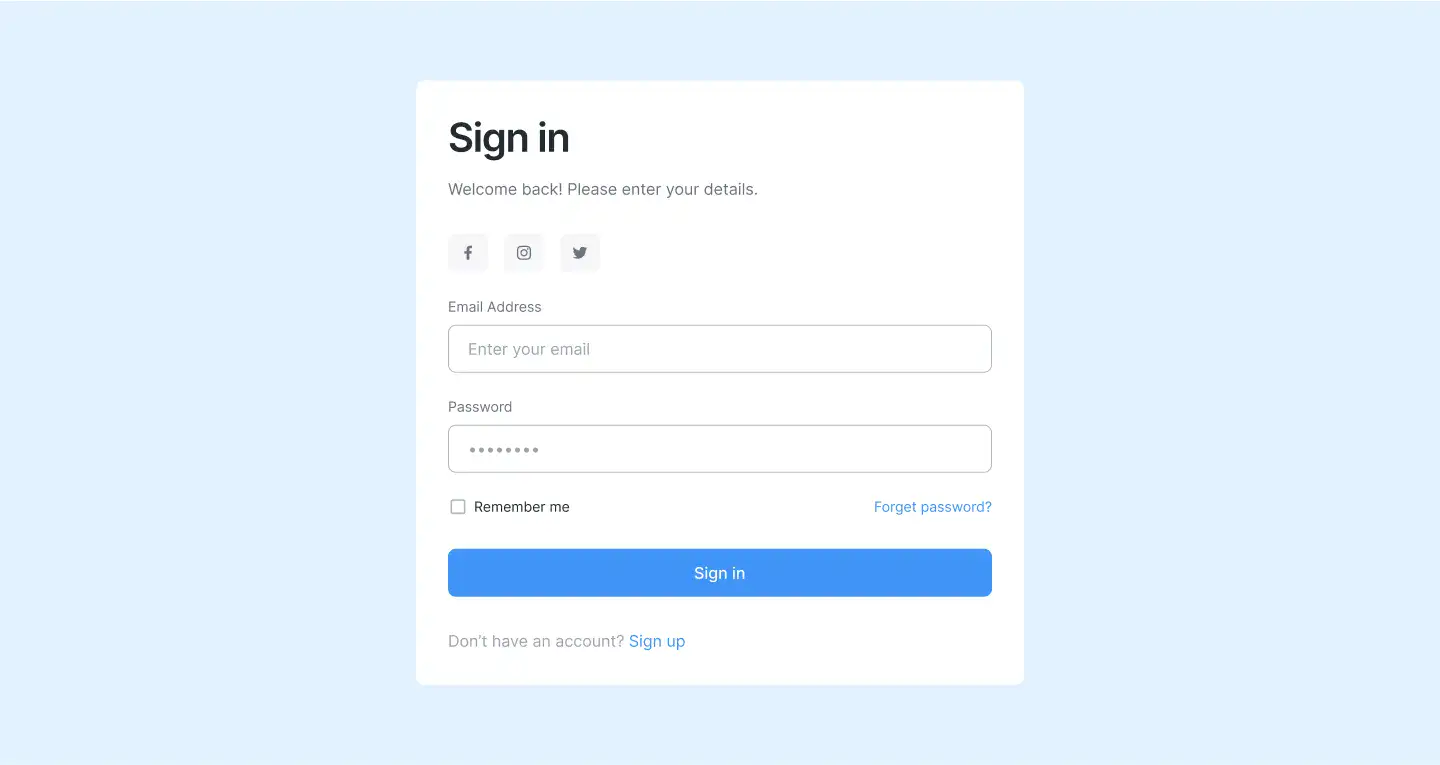 Sign in
Welcome back! Please enter your details.
Email Address
Enter your email
Password
••••••••
Remember me
Forget password?
Sign in
Don’t have an account? Sign up